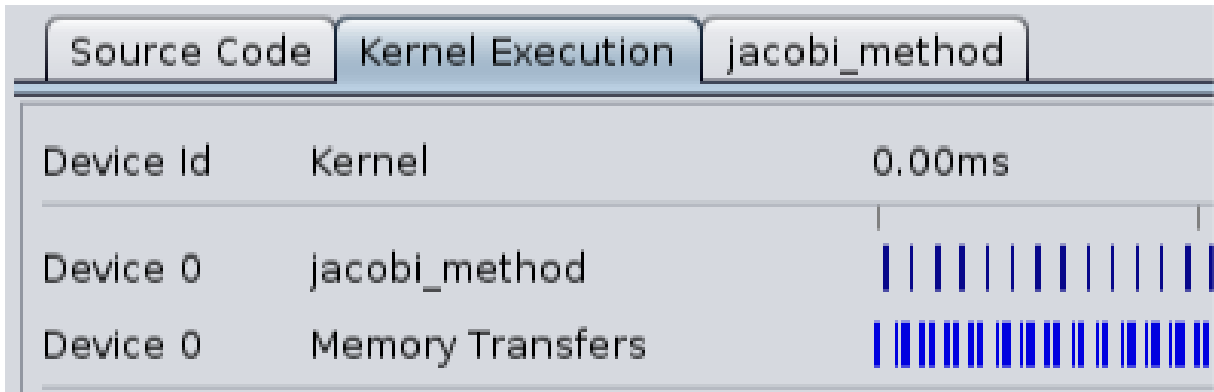 Source Code Kernel Execution jacobi_method
Device Id Kernel 0.00ms
Device 0 jacobi_method
Device 0 Memory Transfers